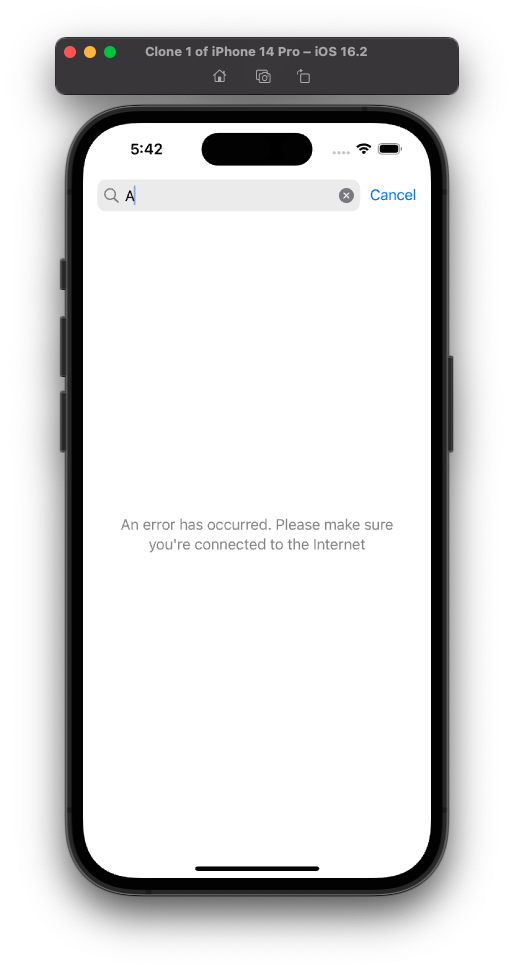 Clone 1 of iPhone 14 Pro – iOS 16.2
5:42
A
Cancel
An error has occurred. Please make sure
you're connected to the Internet